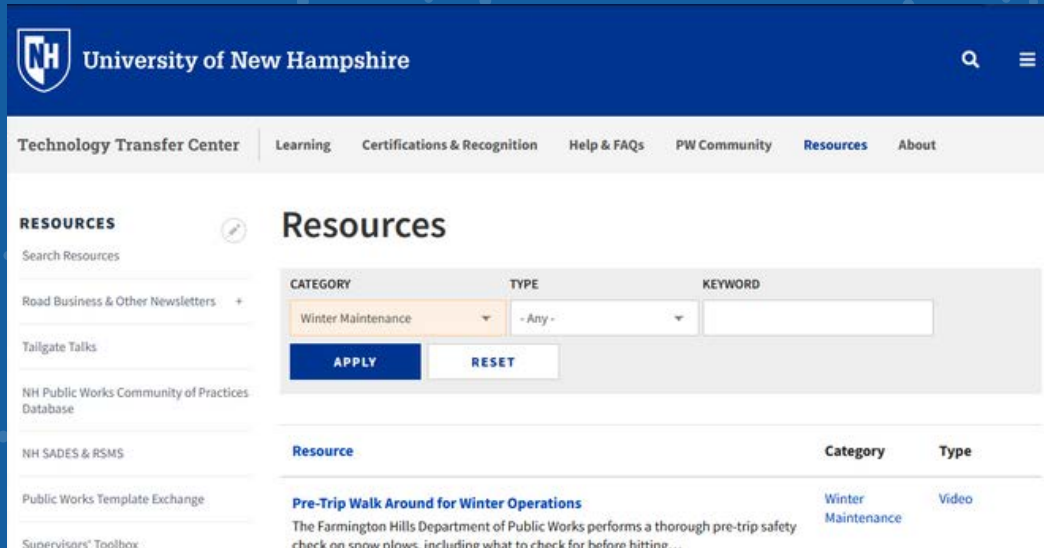 NH University of New Hampshire
Technology Transfer Center Learning Certifications & Recognition Help & FAQs PW Community Resources About
RESOURCES
Search Resources
Road Business & Other Newsletters +
Tailgate Talks
NH Public Works Community of Practices
Database
NH SADES & RSMS
Public Works Template Exchange
Supervisors' Toolbox
Resources
CATEGORY TYPE KEYWORD
Winter Maintenance - Any -
APPLY RESET
Resource Category Type
Pre-Trip Walk Around for Winter Operations Winter Video
The Farmington Hills Department of Public Works performs a thorough pre-trip safety Maintenance
check on snow plows, including what to check for before hitting…